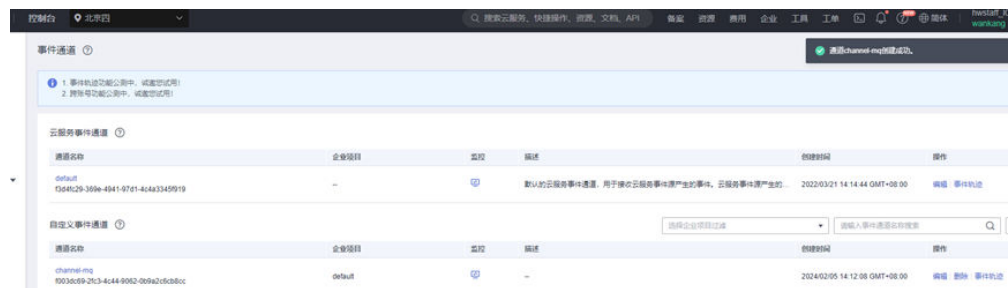 控制台 北京四 搜索云服务、快捷操作、资源、文档、API 备案 资源 费用 企业 工具 工单 简体 hwstaff_
wankang
事件通道
通道channel-mq创建成功。
1. 事件轨迹功能公测中，诚邀您试用！
2. 跨账号功能公测中，诚邀您试用！
云服务事件通道
通道名称 企业项目 监控 描述 创建时间 操作
default
f3d4fc29-369e-4941-97d1-4c4a3345f919
-- 默认的云服务事件通道，用于接收云服务事件源产生的事件。云服务事件源产生的... 2022/03/21 14:14:44 GMT+08:00 编辑 事件轨迹
自定义事件通道 选择企业项目过滤 请输入事件通道名称搜索
通道名称 企业项目 监控 描述 创建时间 操作
channel-mq
f003dc69-2fc3-4c44-9062-0b9a2c6cb8cc
default -- 2024/02/05 14:12:08 GMT+08:00 编辑 删除 事件轨迹